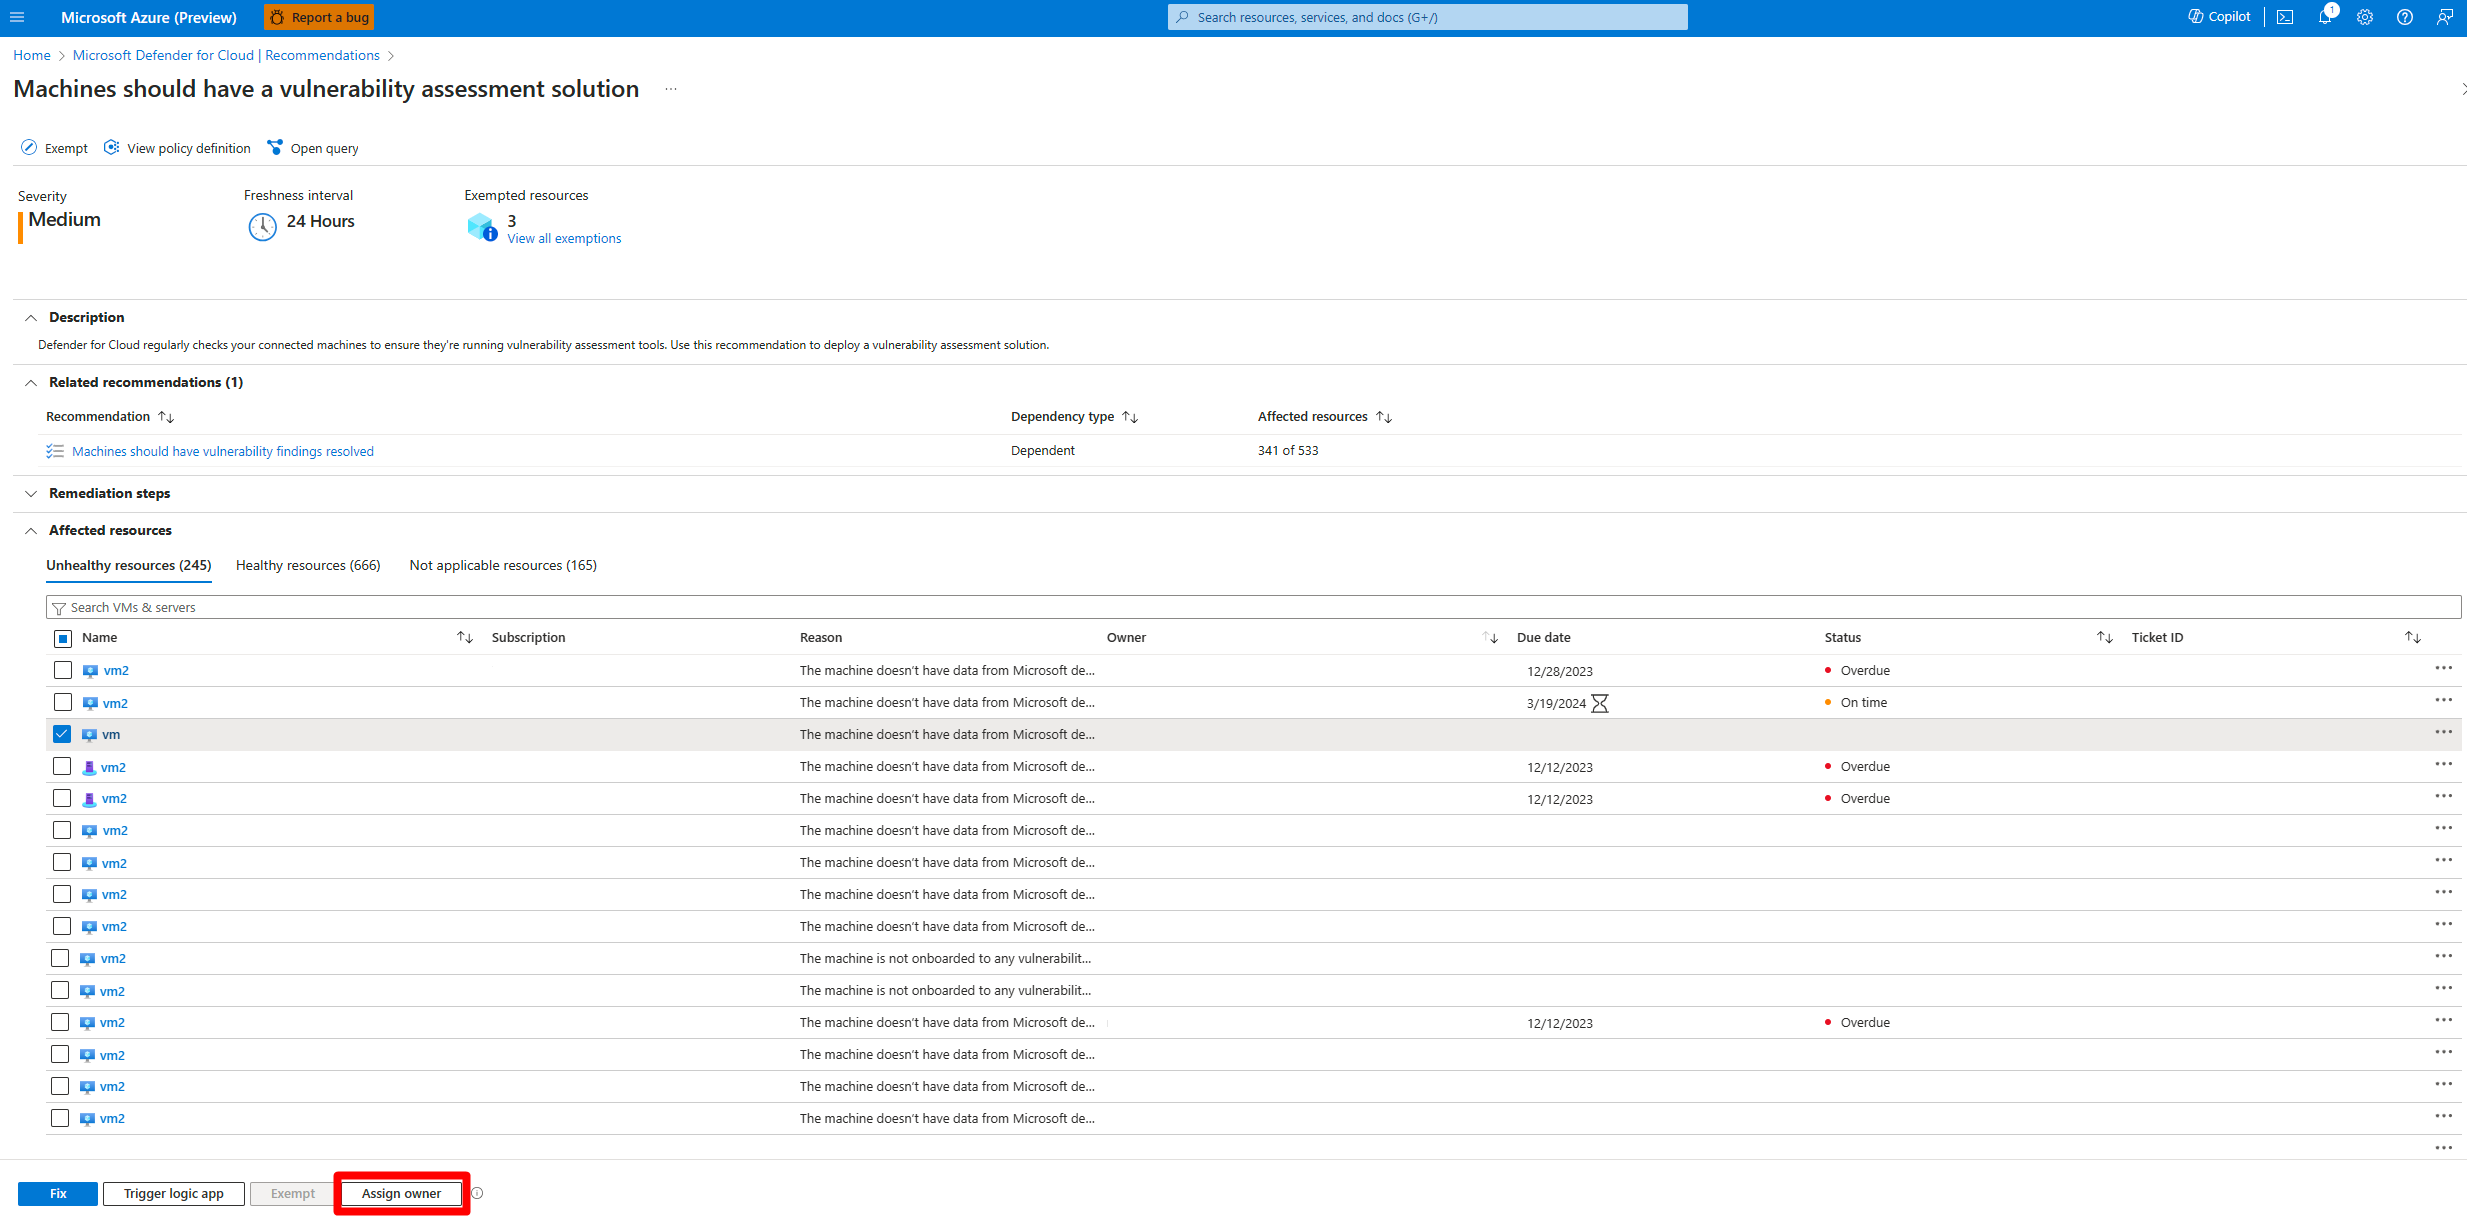 Microsoft Azure (Preview) Report a bug Search resources, services, and docs (G+/) Copilot 1
Home > Microsoft Defender for Cloud | Recommendations >
Machines should have a vulnerability assessment solution ...
Exempt View policy definition Open query
Severity Freshness interval Exempted resources
Medium 24 Hours 3
View all exemptions
Description
Defender for Cloud regularly checks your connected machines to ensure they're running vulnerability assessment tools. Use this recommendation to deploy a vulnerability assessment solution.
Related recommendations (1)
Recommendation Dependency type Affected resources
Machines should have vulnerability findings resolved Dependent 341 of 533
Remediation steps
Affected resources
Unhealthy resources (245) Healthy resources (666) Not applicable resources (165)
Search VMs & servers
Name Subscription Reason Owner Due date Status Ticket ID
vm2 The machine doesn't have data from Microsoft de... 12/28/2023 Overdue
vm2 The machine doesn't have data from Microsoft de... 3/19/2024 On time
vm The machine doesn't have data from Microsoft de...
vm2 The machine doesn't have data from Microsoft de... 12/12/2023 Overdue
vm2 The machine doesn't have data from Microsoft de... 12/12/2023 Overdue
vm2 The machine doesn't have data from Microsoft de...
vm2 The machine doesn't have data from Microsoft de...
vm2 The machine doesn't have data from Microsoft de...
vm2 The machine doesn't have data from Microsoft de...
vm2 The machine is not onboarded to any vulnerabilit...
vm2 The machine is not onboarded to any vulnerabilit...
vm2 The machine doesn't have data from Microsoft de... 12/12/2023 Overdue
vm2 The machine doesn't have data from Microsoft de...
vm2 The machine doesn't have data from Microsoft de...
vm2 The machine doesn't have data from Microsoft de...
Fix Trigger logic app Exempt Assign owner